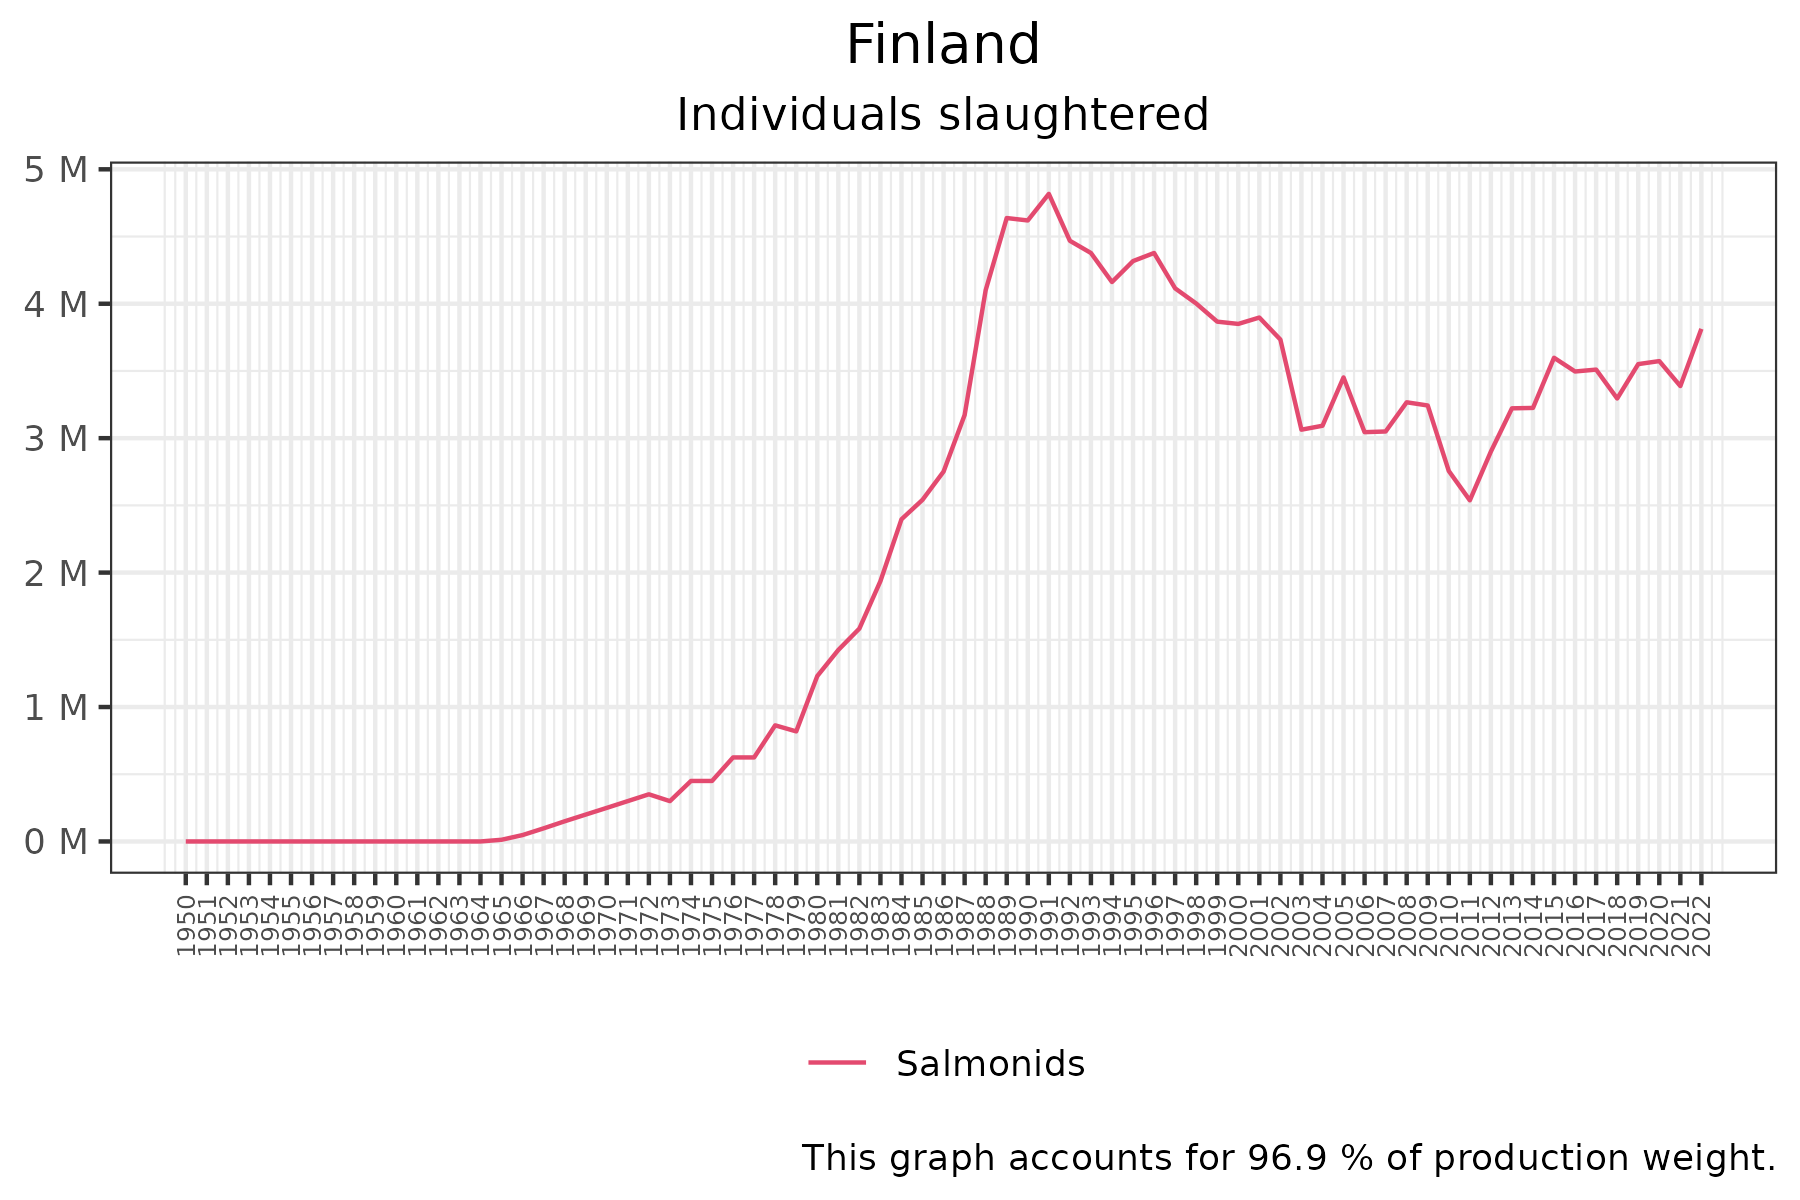 Finland
Individuals slaughtered
5 M
4 M
3 M
2 M
1 M
0 M
1950 1951 1952 1953 1954 1955 1956 1957 1958 1959 1960 1961 1962 1963 1964 1965 1966 1967 1968 1969 1970 1971 1972 1973 1974 1975 1976 1977 1978 1979 1980 1981 1982 1983 1984 1985 1986 1987 1988 1989 1990 1991 1992 1993 1994 1995 1996 1997 1998 1999 2000 2001 2002 2003 2004 2005 2006 2007 2008 2009 2010 2011 2012 2013 2014 2015 2016 2017 2018 2019 2020 2021 2022
Salmonids
This graph accounts for 96.9 % of production weight.